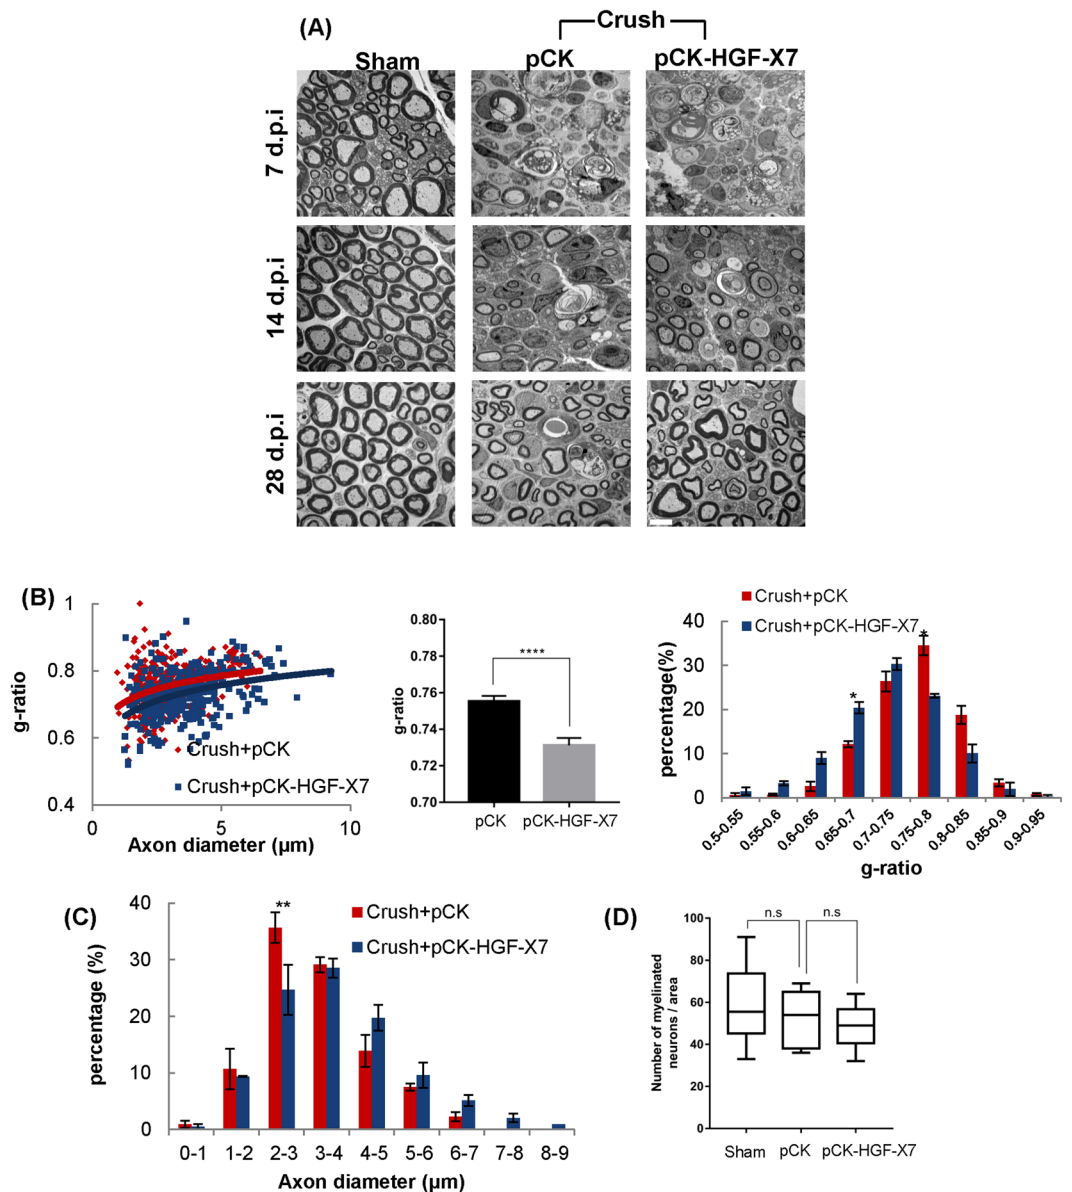 (A)
Crush
Sham
pCK
pCK-HGF-X7
7 d.p.i
14 d.p.i
28 d.p.i
(B)
1
0.8
0.6
0.4
g-ratio
Crush+pCK
Crush+pCK-HGF-X7
0
5
10
Axon diameter (µm)
0.80
0.78
0.76
0.74
0.72
0.70
g-ratio
****
pCK
pCK-HGF-X7
Crush+pCK
Crush+pCK-HGF-X7
40
30
20
10
0
percentage(%)
*
*
0.5-0.55
0.55-0.6
0.6-0.65
0.65-0.7
0.7-0.75
0.75-0.8
0.8-0.85
0.85-0.9
0.9-0.95
g-ratio
(C)
40
30
20
10
0
percentage (%)
**
Crush+pCK
Crush+pCK-HGF-X7
0-1
1-2
2-3
3-4
4-5
5-6
6-7
7-8
8-9
Axon diameter (µm)
(D)
100
80
60
40
20
0
Number of myelinated
neurons / area
n.s
n.s
Sham
pCK
pCK-HGF-X7